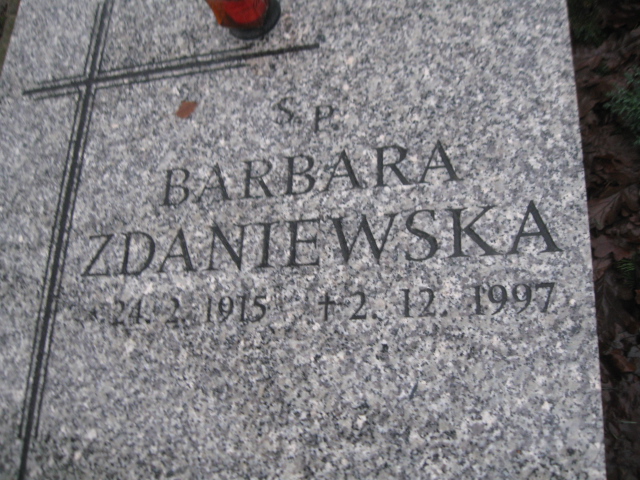 Ś. P.
BARBARA
ZDANIEWSKA
* 24. 2. 1915 + 2. 12. 1997